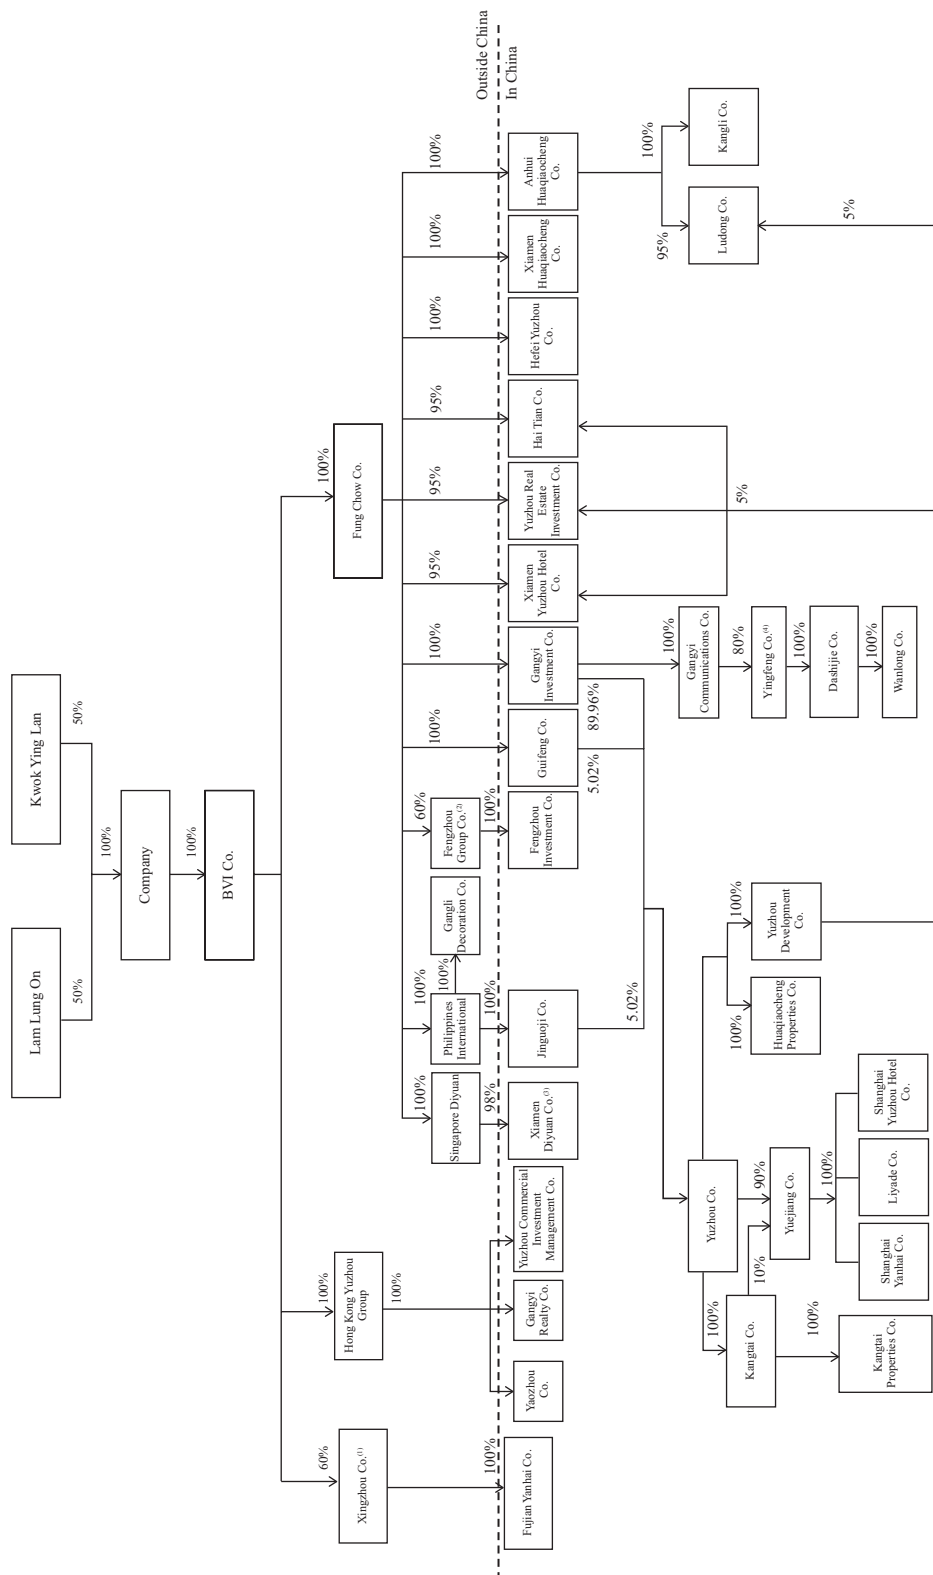 Lam Lung On
Kwok Ying Lan
50%
50%
100%
Company
100%
BVI Co.
60%
100%
100%
Xingzhou Co.(1)
Hong Kong Yuzhou
Group
Fung Chow Co.
100%
100%
100%
60%
100%
100%
95%
95%
95%
100%
100%
100%
Singapore Diyuan
Philippines
International
100%
Gangli
Decoration Co.
Fengzhou
Group Co.(2)
100%
98%
100%
100%
Outside China
In China
Fujian Yanhai Co.
Yaozhou
Co.
Gangyi
Realty Co.
Yuzhou Commercial
Investment
Management Co.
Xiamen
Diyuan Co.(3)
Jinguoji Co.
Fengzhou
Investment Co.
Guifeng Co.
Gangyi
Investment Co.
Xiamen
Yuzhou Hotel
Co.
Yuzhou Real
Estate
Investment Co.
Hai Tian Co.
Hefei Yuzhou
Co.
Xiamen
Huaqiaocheng
Co.
Anhui
Huaqiaocheng
Co.
5.02%
5.02%
89.96%
100%
95%
100%
Gangyi
Communications Co.
Ludong Co.
Kangli Co.
80%
5%
5%
Yingfeng Co.(4)
100%
Dashijie Co.
100%
Wanlong Co.
Yuzhou Co.
100%
90%
100%
100%
Kangtai Co.
10%
Yuejiang Co.
Huaqiaocheng
Properties Co.
Yuzhou
Development
Co.
100%
100%
Kangtai
Properties Co.
Shanghai
Yanhai Co.
Liyade Co.
Shanghai
Yuzhou Hotel
Co.